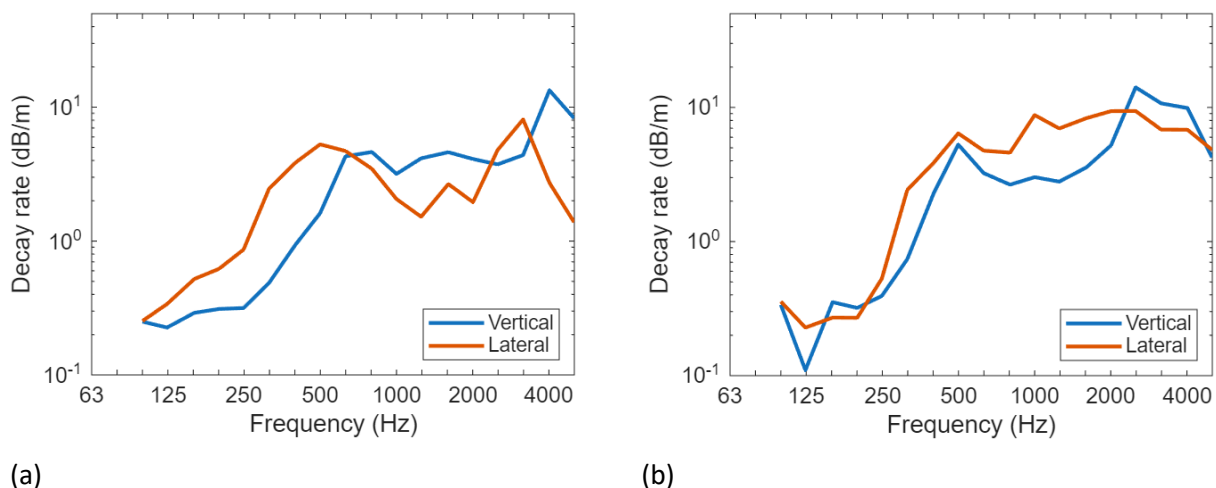 Decay rate (dB/m)
10^1
10^0
10^-1
Vertical
Lateral
63 125 250 500 1000 2000 4000
Frequency (Hz)
(a)
Decay rate (dB/m)
10^1
10^0
10^-1
Vertical
Lateral
63 125 250 500 1000 2000 4000
Frequency (Hz)
(b)